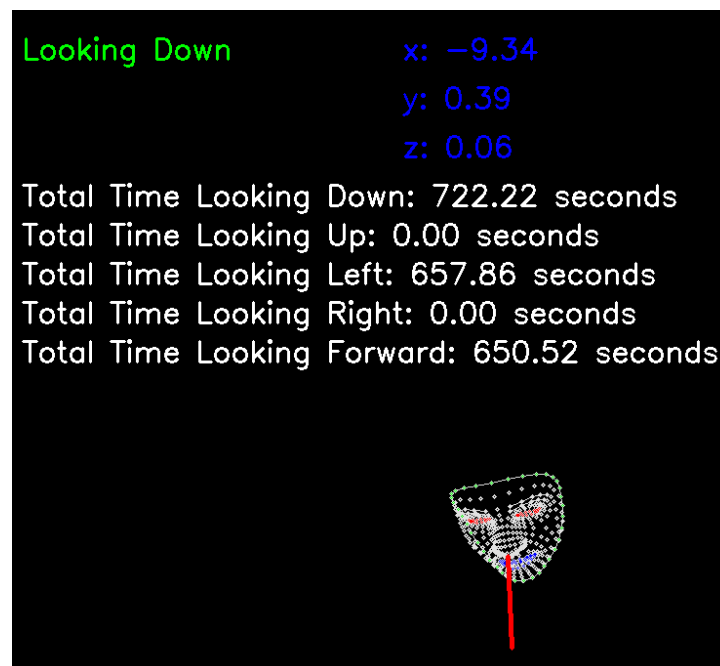 Looking Down
x: -9.34
y: 0.39
z: 0.06
Total Time Looking Down: 722.22 seconds
Total Time Looking Up: 0.00 seconds
Total Time Looking Left: 657.86 seconds
Total Time Looking Right: 0.00 seconds
Total Time Looking Forward: 650.52 seconds